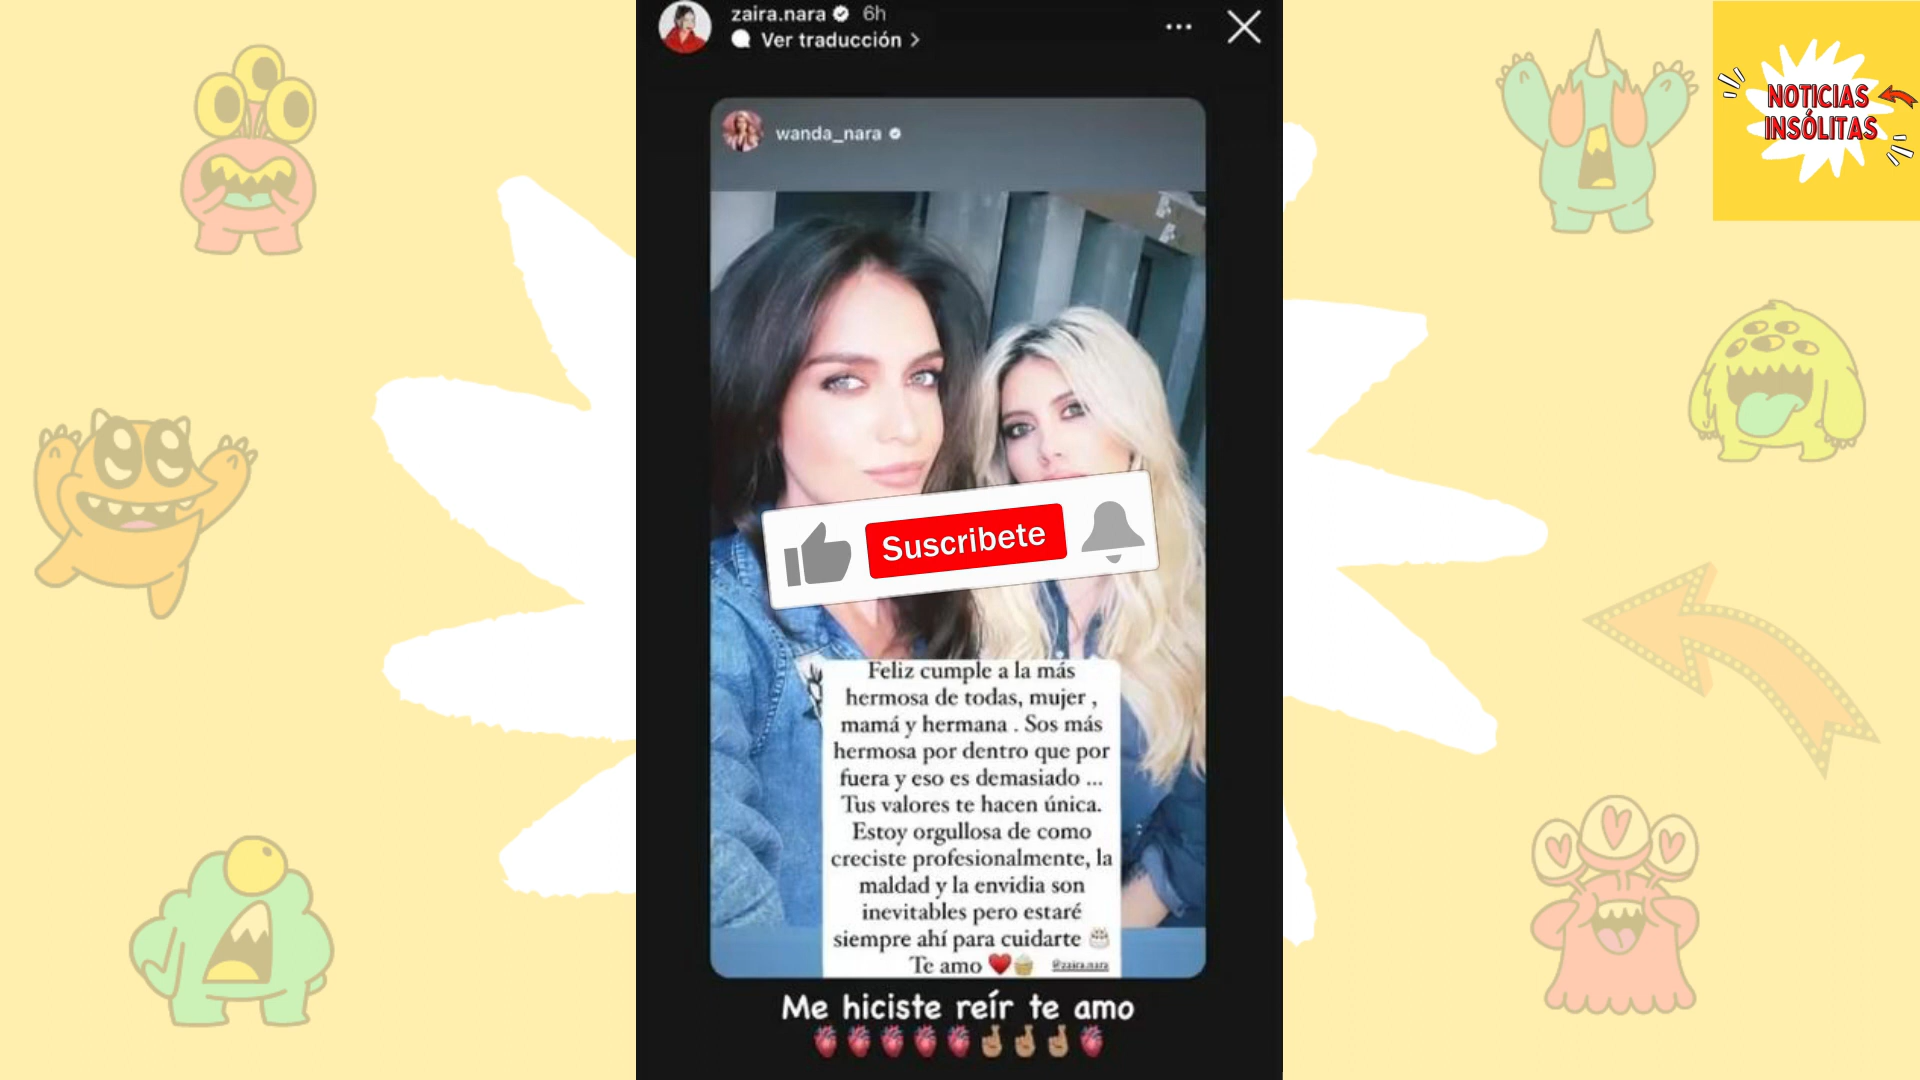 zaira.nara 6h
Ver traducción >
NOTICIAS
INSÓLITAS
wanda_nara
Suscribete
Feliz cumple a la más
hermosa de todas, mujer ,
mamá y hermana . Sos más
hermosa por dentro que por
fuera y eso es demasiado ...
Tus valores te hacen única.
Estoy orgullosa de como
creciste profesionalmente, la
maldad y la envidia son
inevitables pero estaré
siempre ahí para cuidarte 🎂
Te amo ❤️🧁 @zaira.nara
Me hiciste reír te amo
🫀🫀🫀🫀🫀🤞🏽🤞🏽🤞🏽🫀